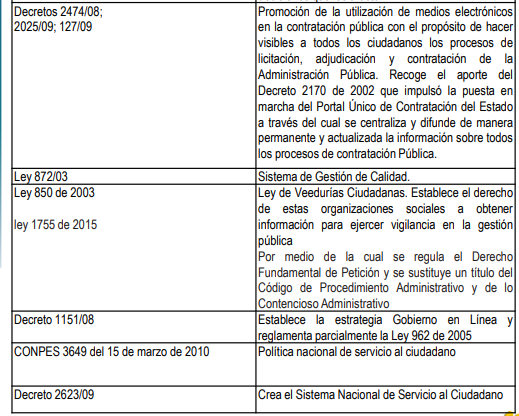 Decretos 2474/08;
2025/09; 127/09
Promoción de la utilización de medios electrónicos
en la contratación pública con el propósito de hacer
visibles a todos los ciudadanos los procesos de
licitación, adjudicación y contratación de la
Administración Pública. Recoge el aporte del
Decreto 2170 de 2002 que impulsó la puesta en
marcha del Portal Único de Contratación del Estado
a través del cual se centraliza y difunde de manera
permanente y actualizada la información sobre todos
los procesos de contratación Pública.
Ley 872/03
Sistema de Gestión de Calidad.
Ley 850 de 2003
ley 1755 de 2015
Ley de Veedurías Ciudadanas. Establece el derecho
de estas organizaciones sociales a obtener
información para ejercer vigilancia en la gestión
pública
Por medio de la cual se regula el Derecho
Fundamental de Petición y se sustituye un título del
Código de Procedimiento Administrativo y de lo
Contencioso Administrativo
Decreto 1151/08
Establece la estrategia Gobierno en Línea y
reglamenta parcialmente la Ley 962 de 2005
CONPES 3649 del 15 de marzo de 2010
Política nacional de servicio al ciudadano
Decreto 2623/09
Crea el Sistema Nacional de Servicio al Ciudadano